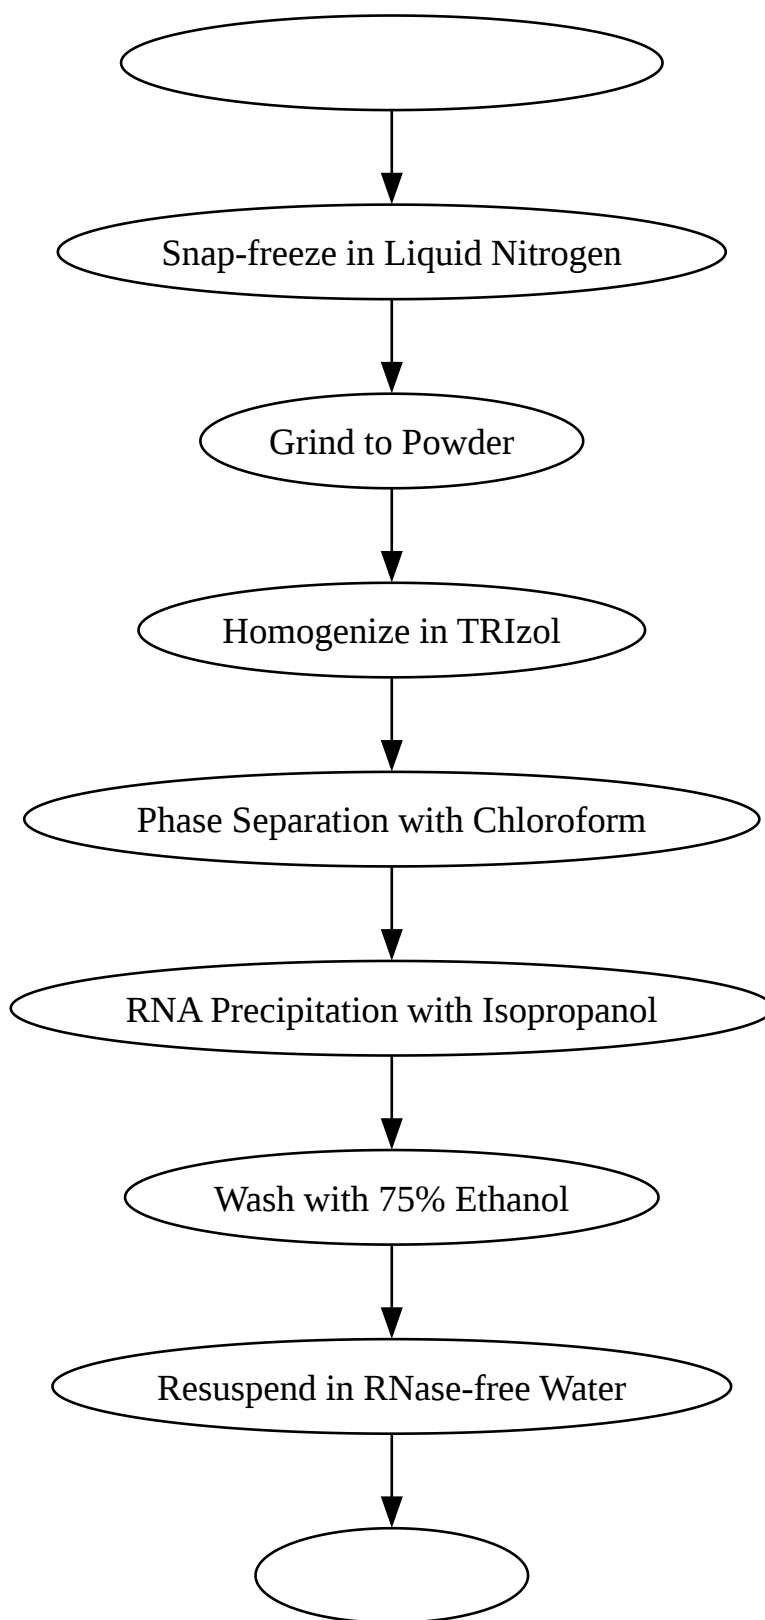 Snap-freeze in Liquid Nitrogen
Grind to Powder
Homogenize in TRIzol
Phase Separation with Chloroform
RNA Precipitation with Isopropanol
Wash with 75% Ethanol
Resuspend in RNase-free Water